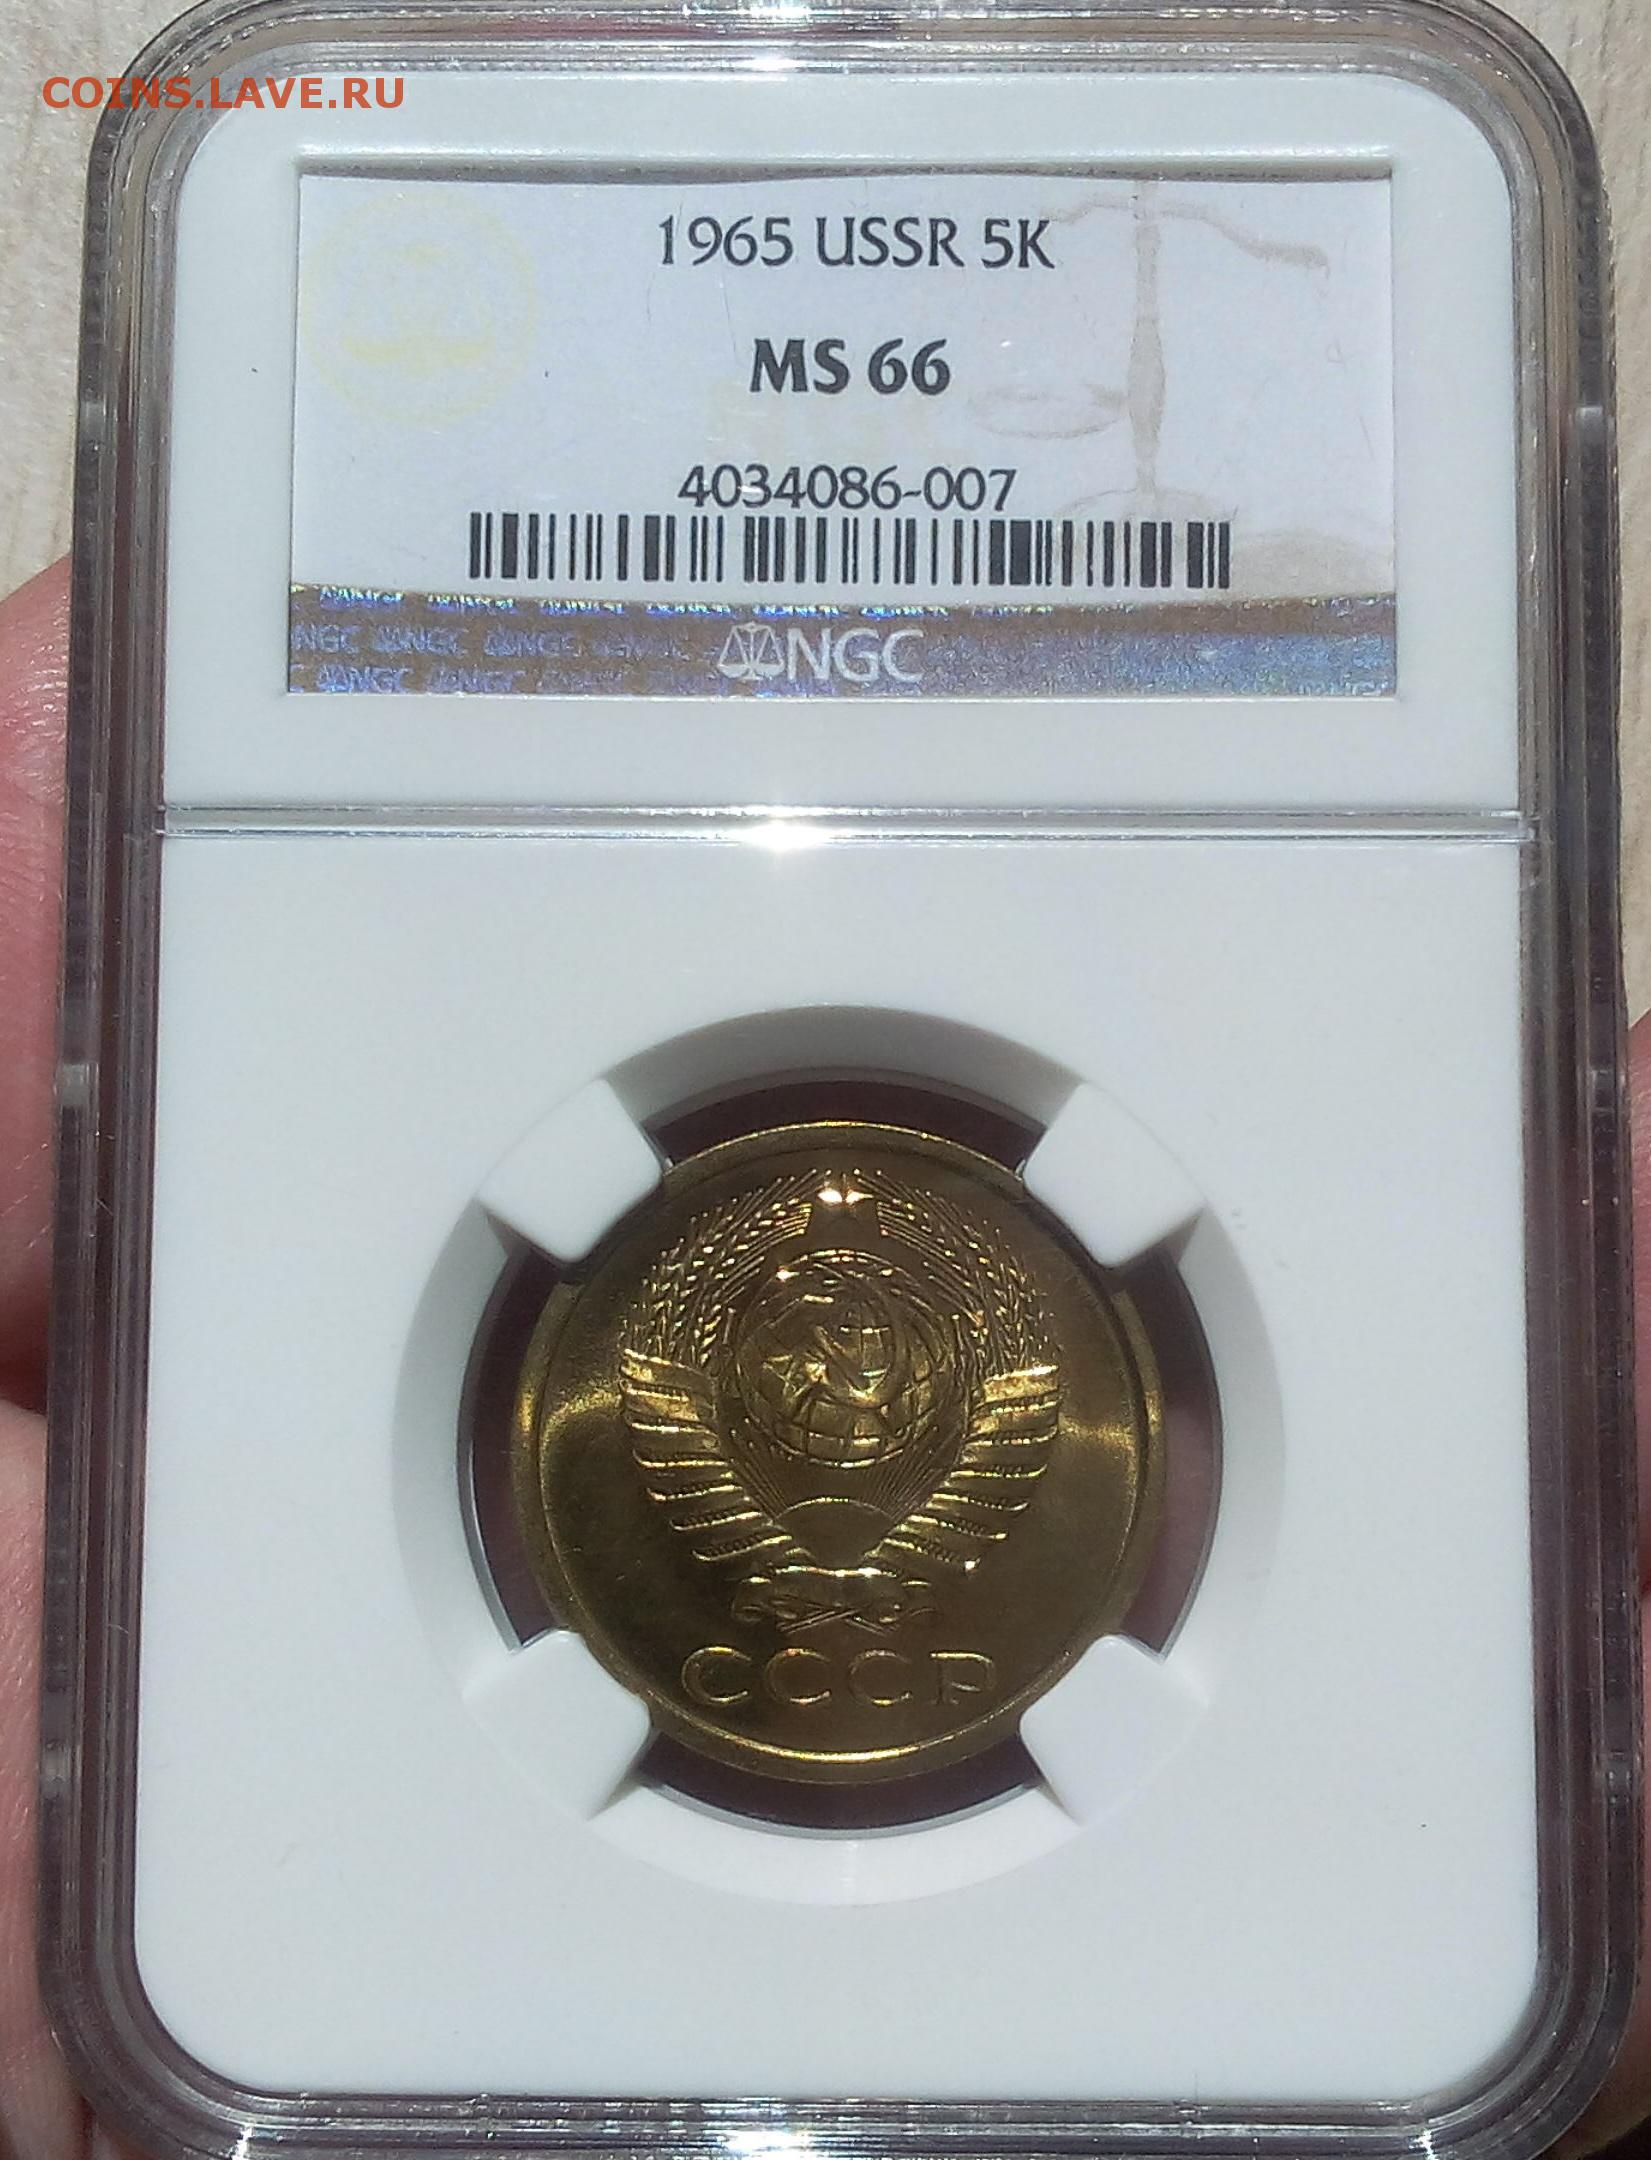 COINS.LAVE.RU
1965 USSR 5K
MS 66
4034086-007
NGC
СССР